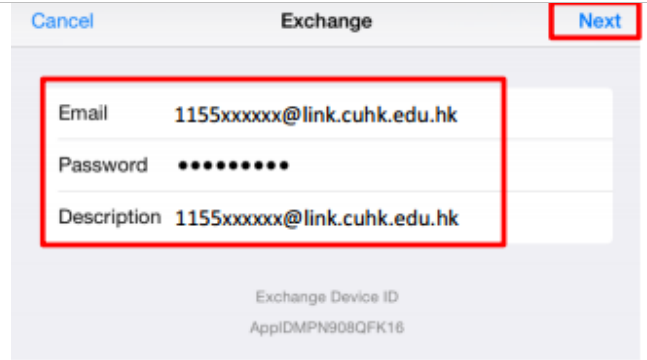 Cancel Exchange Next
Email 1155xxxxxx@link.cuhk.edu.hk
Password •••••••••
Description 1155xxxxxx@link.cuhk.edu.hk
Exchange Device ID
ApplDMPN908QFK16